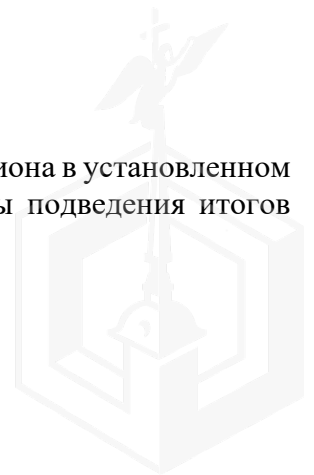 иона в установленном
ы подведения итогов